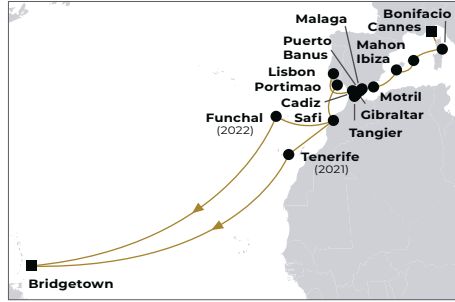 Malaga
Bonifacio
Cannes
Puerto
Banus
Mahon
Ibiza
Lisbon
Portimao
Cadiz
Safi
Motril
Gibraltar
Tangier
Funchal
(2022)
Tenerife
(2021)
Bridgetown